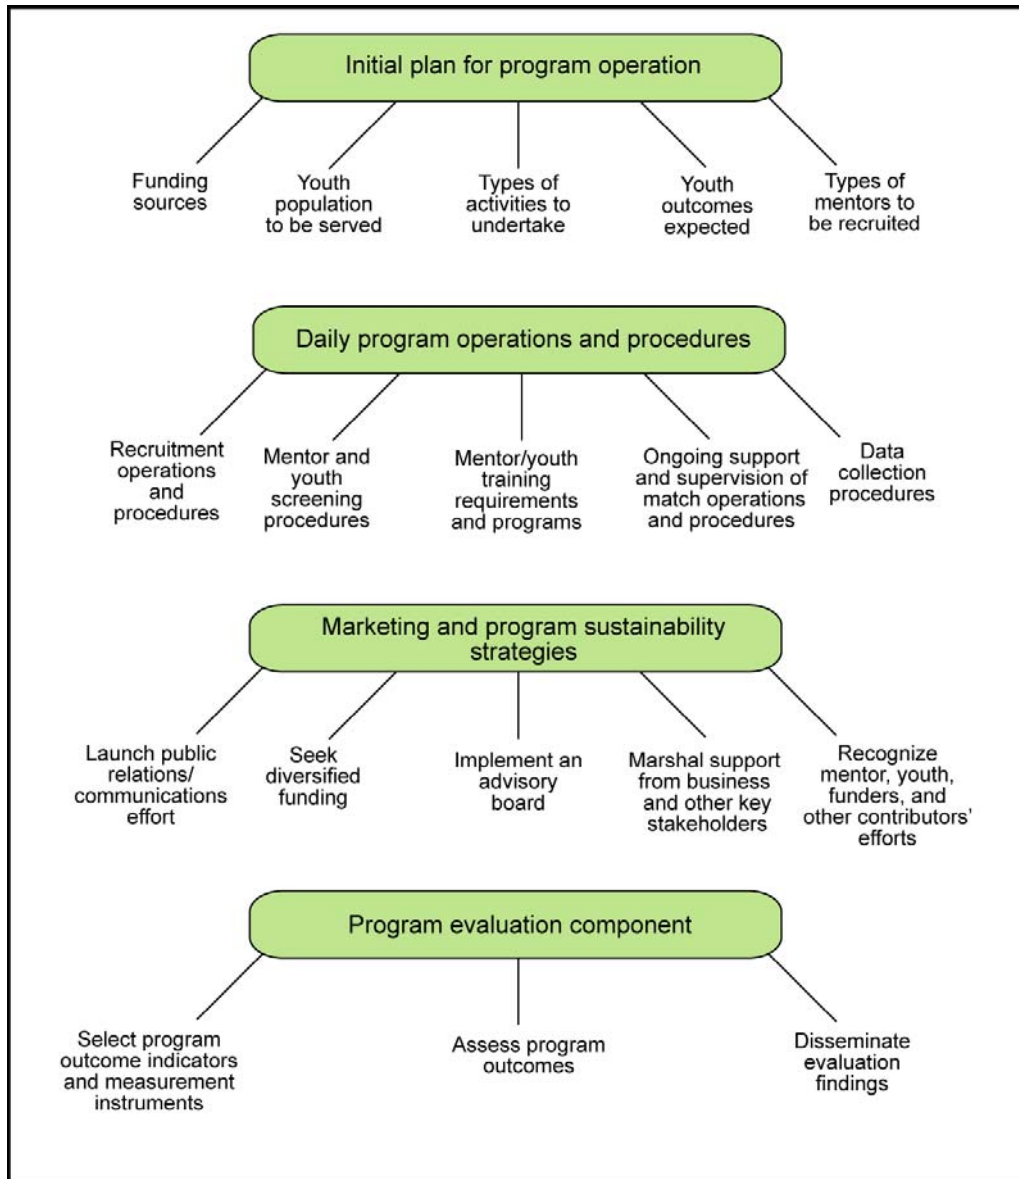 Initial plan for program operation
Funding
sources
Youth
population
to be served
Types of
activities to
undertake
Youth
outcomes
expected
Types of
mentors to
be recruited
Daily program operations and procedures
Recruitment
operations
and
procedures
Mentor and
youth
screening
procedures
Mentor/youth
training
requirements
and programs
Ongoing support
and supervision of
match operations
and procedures
Data
collection
procedures
Marketing and program sustainability
strategies
Launch public
relations/
communications
effort
Seek
diversified
funding
Implement an
advisory
board
Marshal support
from business
and other key
stakeholders
Recognize
mentor, youth,
funders, and
other contributors'
efforts
Program evaluation component
Select program
outcome indicators
and measurement
instruments
Assess program
outcomes
Disseminate
evaluation
findings